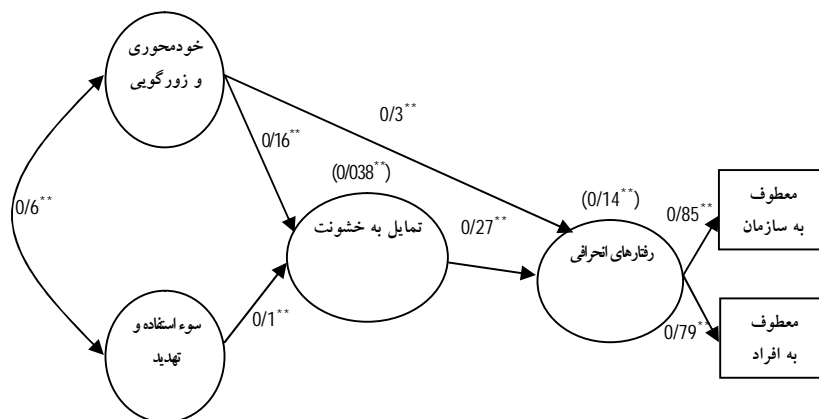 خودمحوری
و زورگویی
0/3**
0/16**
(0/038**)
(0/14**)
معطوف
به سازمان
0/85**
0/6**
تمایل به خشونت
0/27**
رفتارهای انحرافی
سوء استفاده و
تهدید
0/1**
0/79**
معطوف
به افراد